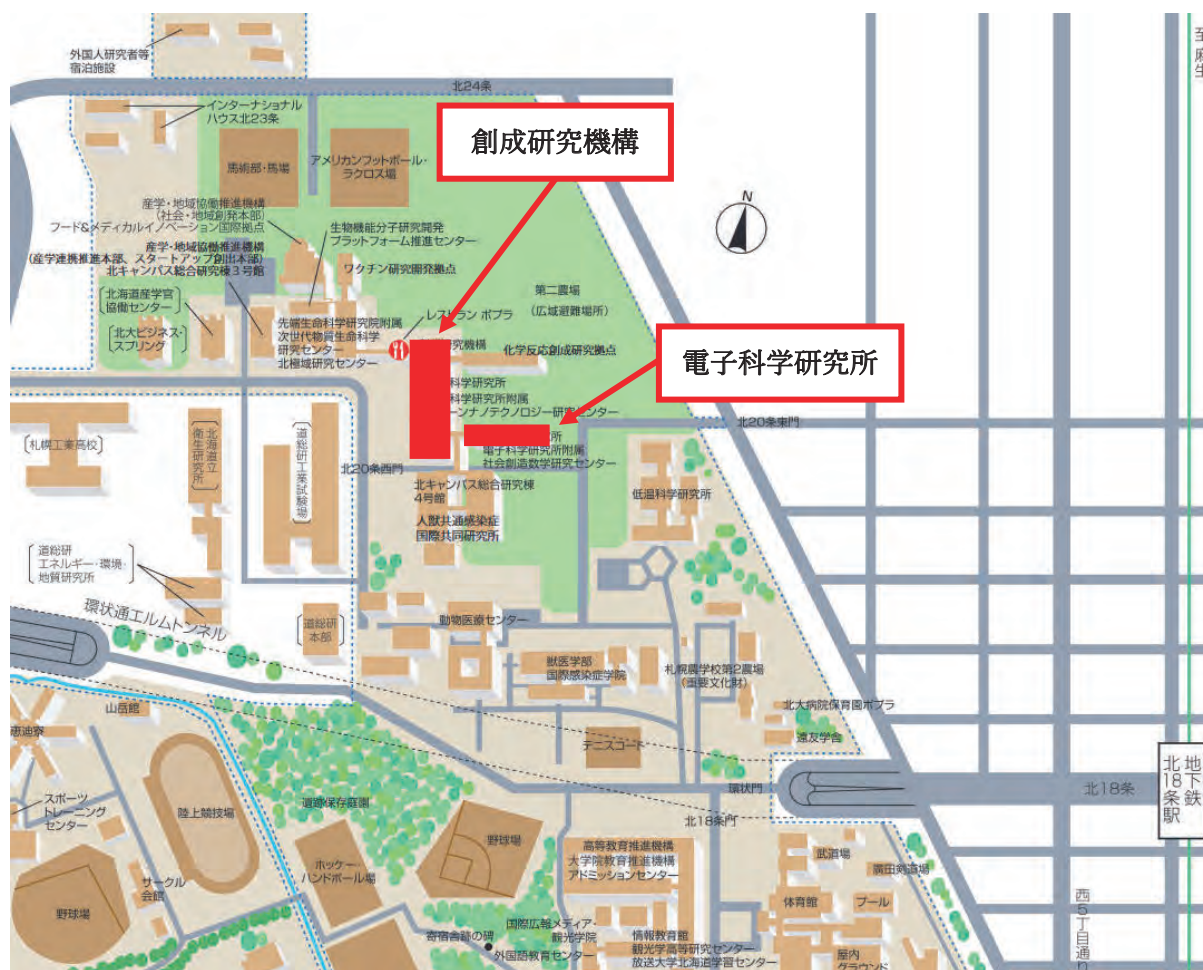 外国人研究者等
宿泊施設
北24条
至 麻生
インターナショナル
ハウス北23条
創成研究機構
馬術部・馬場
アメリカンフットボール・
ラクロス場
産学・地域協働推進機構
(社会・地域創発本部)
フード&メディカルイノベーション国際拠点
生物機能分子研究開発
プラットフォーム推進センター
産学・地域協働推進機構
(産学連携推進本部、スタートアップ創出本部)
北キャンパス総合研究棟3号館
ワクチン研究開発拠点
N
北海道産学官
協働センター
第二農場
(広域避難場所)
レストラン ポプラ
北大ビジネス・
スプリング
先端生命科学研究院附属
次世代物質生命科学
研究センター
北極域研究センター
究機構
化学反応創成研究拠点
電子科学研究所
科学研究所
科学研究所附属
ーンナノテクノロジー研究センター
北20条東門
札幌工業高校
北海道立
衛生研究所
道総研工業試験場
所
電子科学研究所附属
社会創造数学研究センター
北20条西門
北キャンパス総合研究棟
4号館
低温科学研究所
人獣共通感染症
国際共同研究所
道総研
エネルギー・環境・
地質研究所
環状通エルムトンネル
道総研
本部
動物医療センター
獣医学部
国際感染症学院
札幌農学校第2農場
(重要文化財)
山岳館
北大病院保育園ポプラ
恵迪寮
テニスコート
遠友学舎
地下鉄
北18条駅
スポーツ
トレーニング
センター
陸上競技場
遺跡保存庭園
環状門
北18条
北18条門
野球場
高等教育推進機構
大学院教育推進機構
アドミッションセンター
武道場
廣田剣道場
ホッケー・
ハンドボール場
サークル
会館
体育館
プール
西5丁目通り
野球場
国際広報メディア・
観光学院
寄宿舎跡の碑
外国語教育センター
情報教育館
観光学高等研究センター
放送大学北海道学習センター
屋内
グラウンド